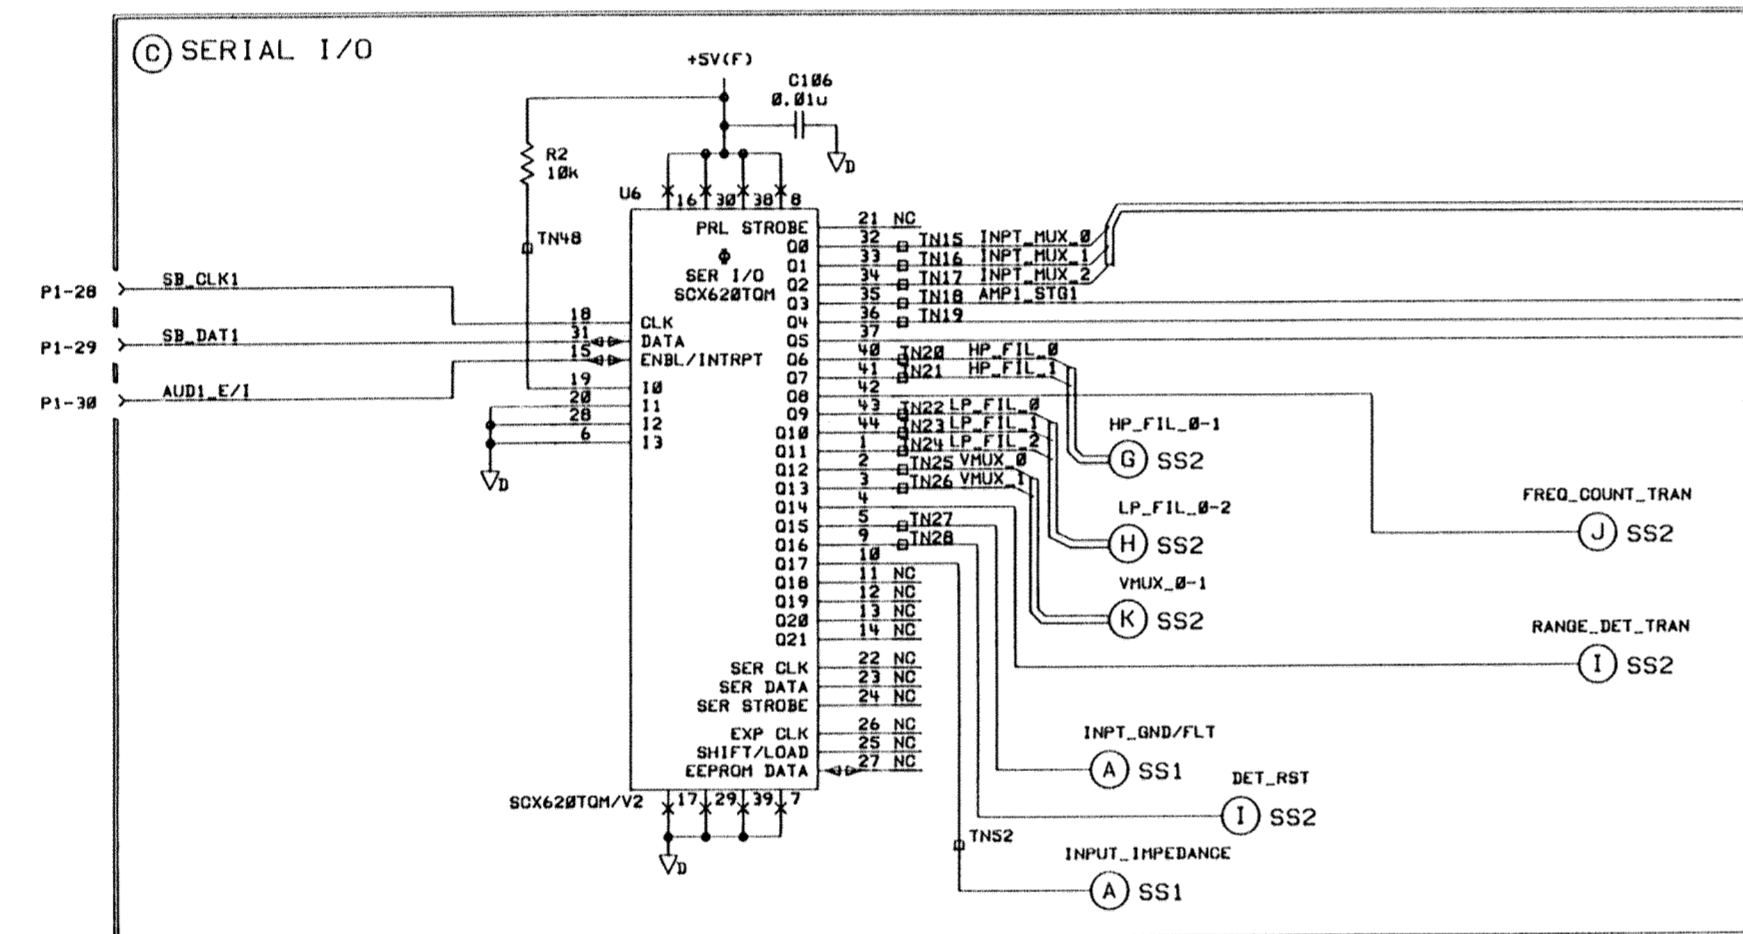 C SERIAL I/O
+5V(F)
C106
0.01u
D
R2
10k
TN48
U6
16 30 38 8
PRL STROBE 21 NC
Φ
SER I/O
SCX620TQM
Q0 32 TN15 INPT_MUX_0
Q1 33 TN16 INPT_MUX_1
Q2 34 TN17 INPT_MUX_2
Q3 35 TN18 AMP1_STG1
Q4 36 TN19
Q5 37
Q6 40 TN20 HP_FIL_0
Q7 41 TN21 HP_FIL_1
Q8 42
Q9 43 TN22 LP_FIL_0
Q10 44 TN23 LP_FIL_1
Q11 1 TN24 LP_FIL_2
Q12 2 TN25 VMUX_0
Q13 3 TN26 VMUX_1
Q14 4
Q15 5 TN27
Q16 9 TN28
Q17 10
Q18 11 NC
Q19 12 NC
Q20 13 NC
Q21 14 NC
SER CLK 22 NC
SER DATA 23 NC
SER STROBE 24 NC
EXP CLK 26 NC
SHIFT/LOAD 25 NC
EEPROM DATA 27 NC
P1-28 SB_CLK1
P1-29 SB_DAT1
P1-30 AUD1_E/I
18 CLK
31 DATA
15 ENBL/INTRPT
19 I0
20 I1
28 I2
6 I3
D
SCX620TQM/V2 17 29 39 7
D
HP_FIL_0-1
G SS2
LP_FIL_0-2
H SS2
VMUX_0-1
K SS2
FREQ_COUNT_TRAN
J SS2
RANGE_DET_TRAN
I SS2
INPT_GND/FLT
A SS1
DET_RST
I SS2
TN52
INPUT_IMPEDANCE
A SS1